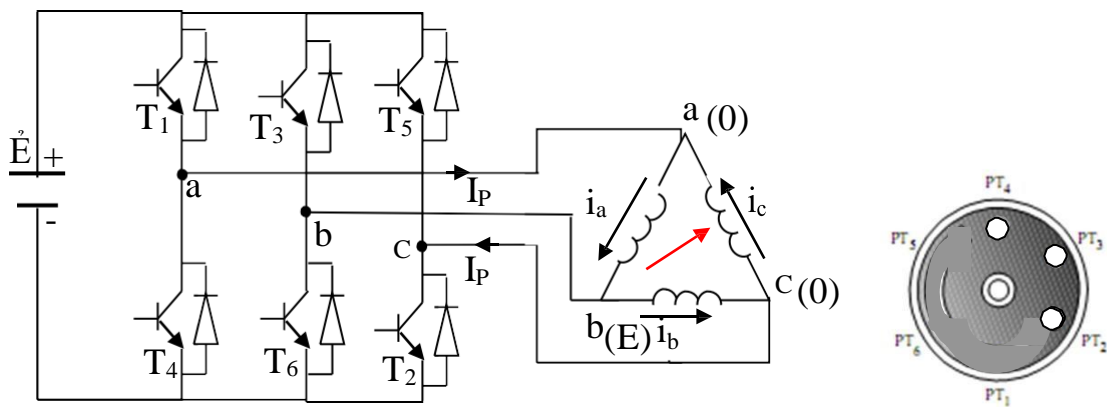 T1
T3
T5
Ẻ +
-
a
b
C
IP
IP
T4
T6
T2
a (0)
ia
ic
C (0)
b(E) ib
PT4
PT5
PT3
PT6
PT2
PT1